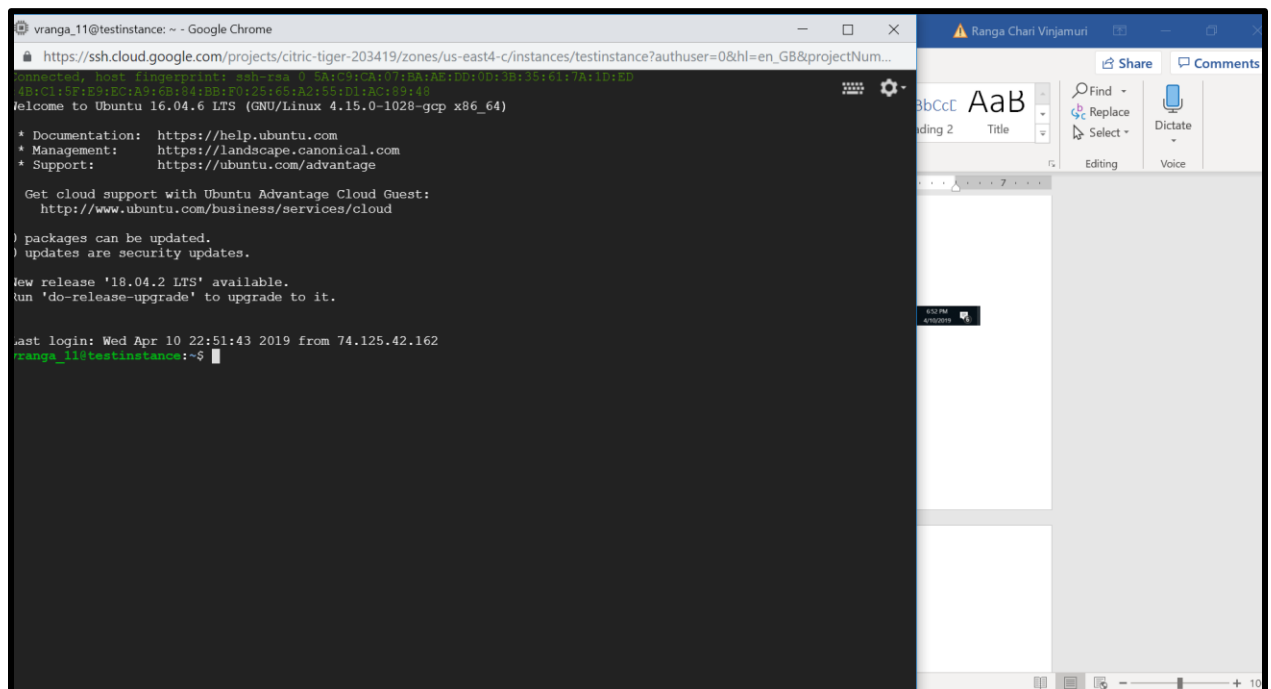 vranga_11@testinstance: ~ - Google Chrome
https://ssh.cloud.google.com/projects/citric-tiger-203419/zones/us-east4-c/instances/testinstance?authuser=0&hl=en_GB&projectNum...
onnected, host fingerprint: ssh-rsa 0 5A:C9:CA:07:BA:AE:DD:0D:3B:35:61:7A:1D:ED
4B:C1:5F:E9:EC:A9:6B:84:BB:F0:25:65:A2:55:D1:AC:89:48
Welcome to Ubuntu 16.04.6 LTS (GNU/Linux 4.15.0-1028-gcp x86_64)
* Documentation: https://help.ubuntu.com
* Management: https://landscape.canonical.com
* Support: https://ubuntu.com/advantage
Get cloud support with Ubuntu Advantage Cloud Guest:
http://www.ubuntu.com/business/services/cloud
0 packages can be updated.
0 updates are security updates.
New release '18.04.2 LTS' available.
Run 'do-release-upgrade' to upgrade to it.
Last login: Wed Apr 10 22:51:43 2019 from 74.125.42.162
vranga_11@testinstance:~$
Ranga Chari Vinjamuri
Share
Comments
BbCcD
AaB
ding 2
Title
Find
Replace
Select
Editing
Dictate
Voice
7
6:52 PM
4/10/2019
10